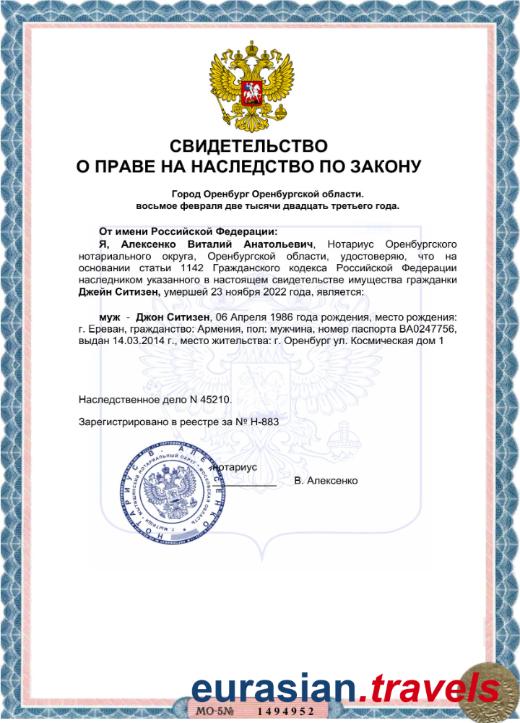 СВИДЕТЕЛЬСТВО
О ПРАВЕ НА НАСЛЕДСТВО ПО ЗАКОНУ
Город Оренбург Оренбургской области.
восьмое февраля две тысячи двадцать третьего года.
От имени Российской Федерации:
Я, Алексенко Виталий Анатольевич, Нотариус Оренбургского
нотариального округа, Оренбургской области, удостоверяю, что на
основании статьи 1142 Гражданского кодекса Российской Федерации
наследником указанного в настоящем свидетельстве имущества гражданки
Джейн Ситизен, умершей 23 ноября 2022 года, является:
муж - Джон Ситизен, 06 Апреля 1986 года рождения, место рождения:
г. Ереван, гражданство: Армения, пол: мужчина, номер паспорта BA0247756,
выдан 14.03.2014 г., место жительства: г. Оренбург ул. Космическая дом 1
Наследственное дело N 45210.
Зарегистрировано в реестре за № Н-883
нотариус
В. Алексенко
eurasian.travels
МО-5№ 1494952